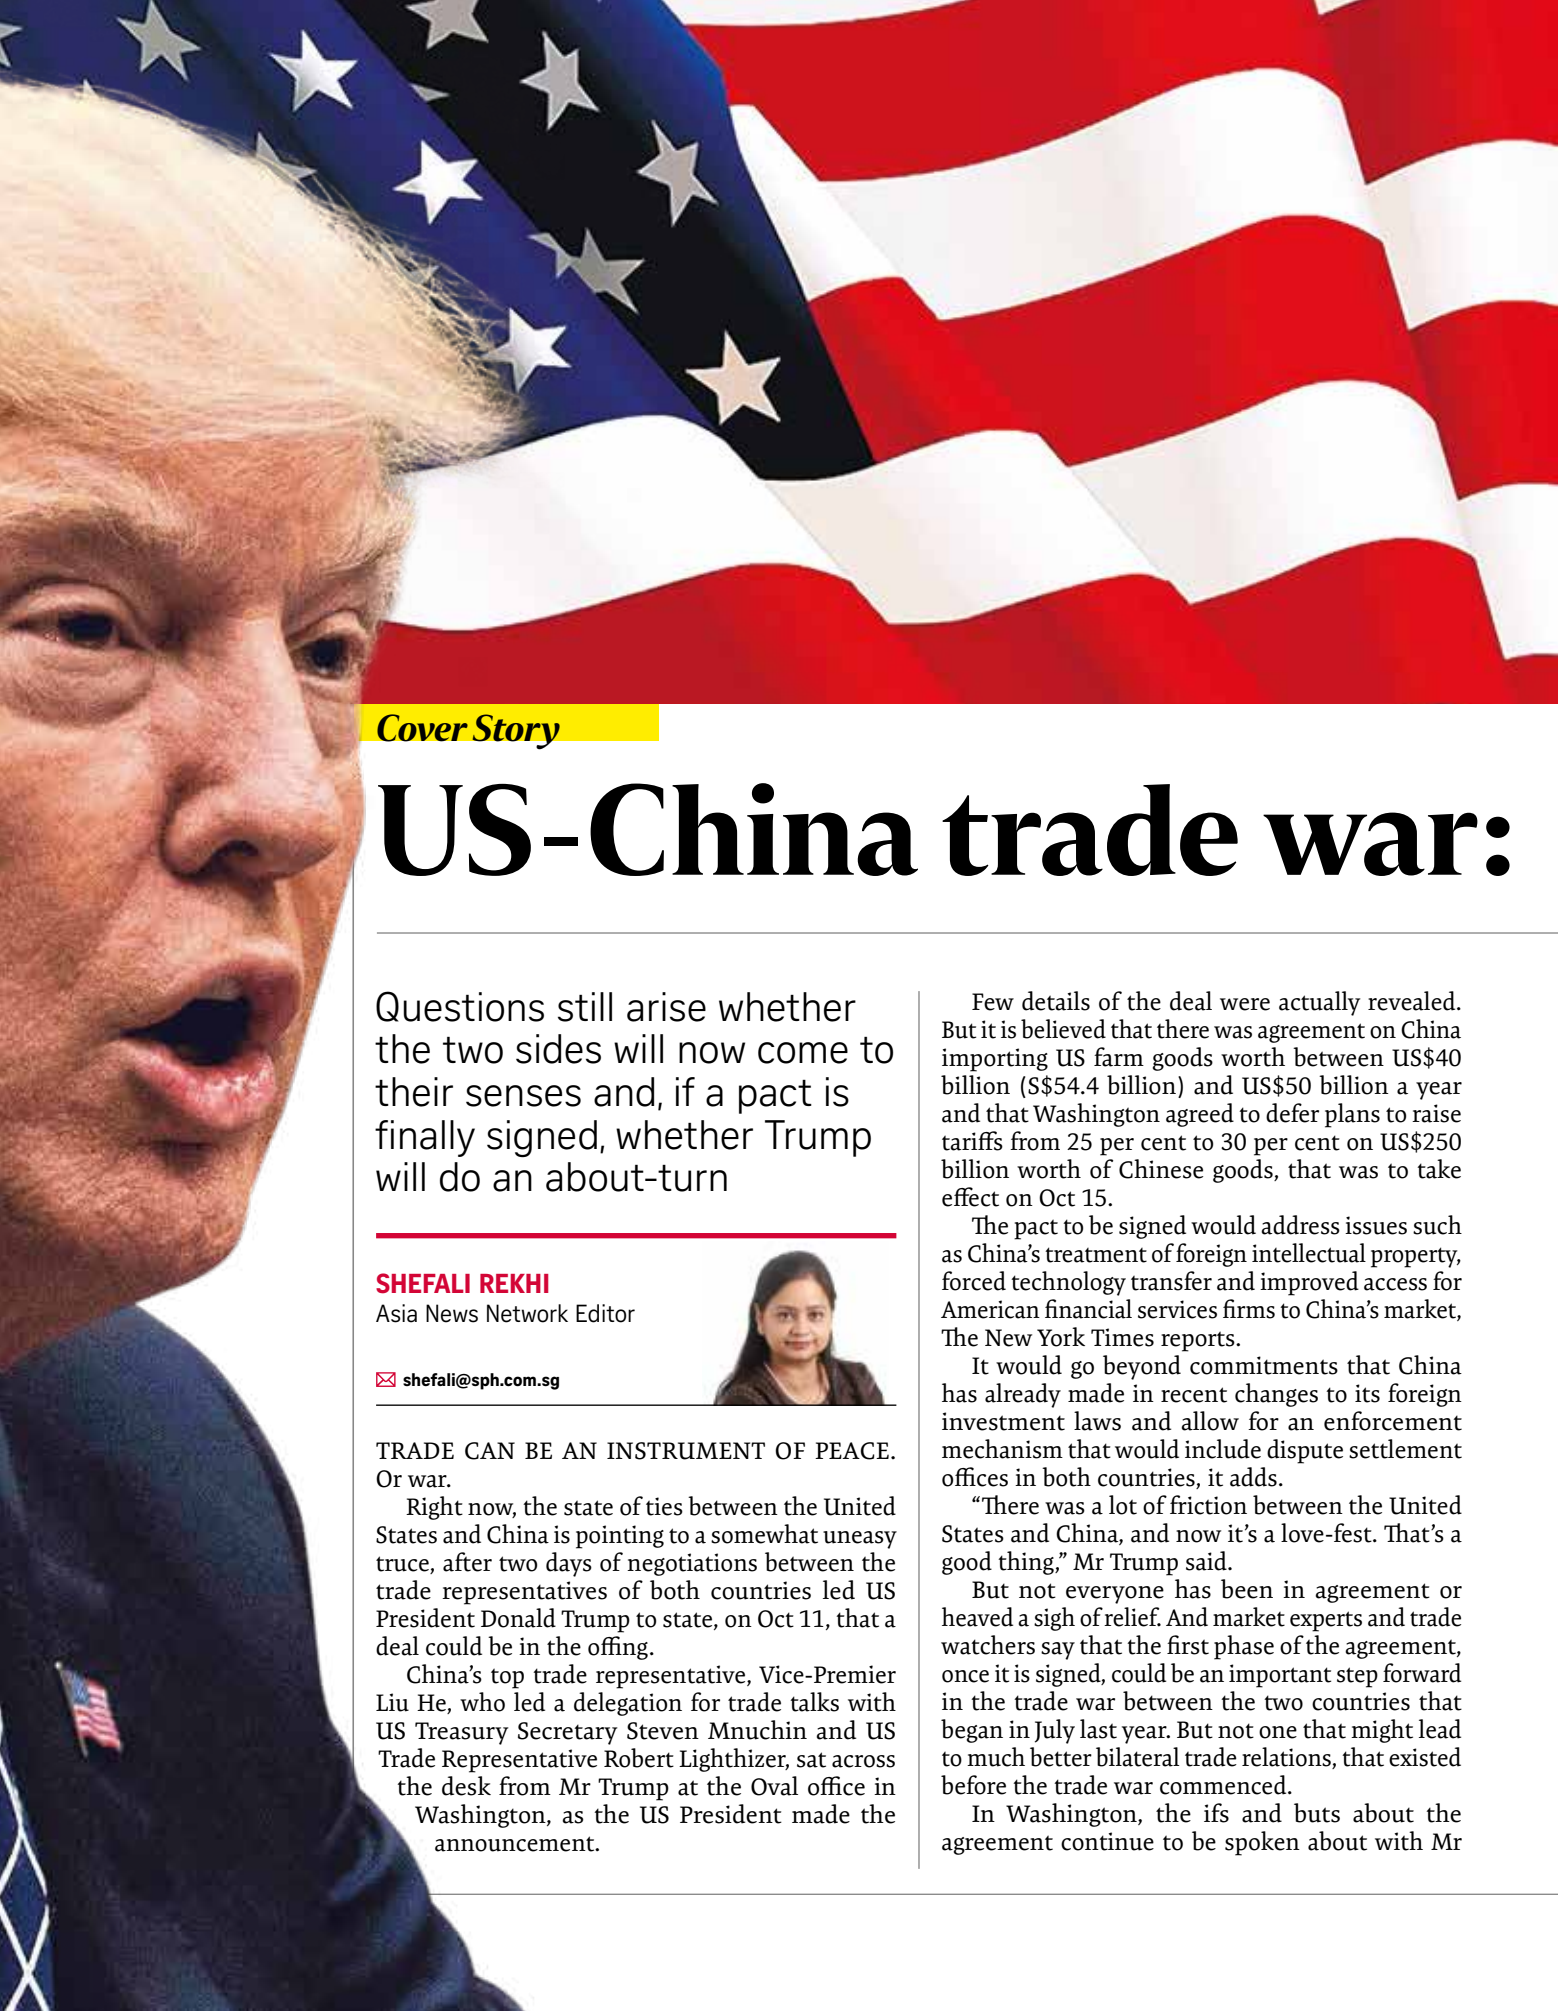 Cover Story
US-China trade war:
Questions still arise whether
the two sides will now come to
their senses and, if a pact is
finally signed, whether Trump
will do an about-turn
SHEFALI REKHI
Asia News Network Editor
shefali@sph.com.sg
TRADE CAN BE AN INSTRUMENT OF PEACE.
Or war.
Right now, the state of ties between the United
States and China is pointing to a somewhat uneasy
truce, after two days of negotiations between the
trade representatives of both countries led US
President Donald Trump to state, on Oct 11, that a
deal could be in the offing.
China's top trade representative, Vice-Premier
Liu He, who led a delegation for trade talks with
US Treasury Secretary Steven Mnuchin and US
Trade Representative Robert Lighthizer, sat across
the desk from Mr Trump at the Oval office in
Washington, as the US President made the
announcement.
Few details of the deal were actually revealed.
But it is believed that there was agreement on China
importing US farm goods worth between US$40
billion (S$54.4 billion) and US$50 billion a year
and that Washington agreed to defer plans to raise
tariffs from 25 per cent to 30 per cent on US$250
billion worth of Chinese goods, that was to take
effect on Oct 15.
The pact to be signed would address issues such
as China's treatment of foreign intellectual property,
forced technology transfer and improved access for
American financial services firms to China's market,
The New York Times reports.
It would go beyond commitments that China
has already made in recent changes to its foreign
investment laws and allow for an enforcement
mechanism that would include dispute settlement
offices in both countries, it adds.
“There was a lot of friction between the United
States and China, and now it's a love-fest. That's a
good thing,” Mr Trump said.
But not everyone has been in agreement or
heaved a sigh of relief. And market experts and trade
watchers say that the first phase of the agreement,
once it is signed, could be an important step forward
in the trade war between the two countries that
began in July last year. But not one that might lead
to much better bilateral trade relations, that existed
before the trade war commenced.
In Washington, the ifs and buts about the
agreement continue to be spoken about with Mr